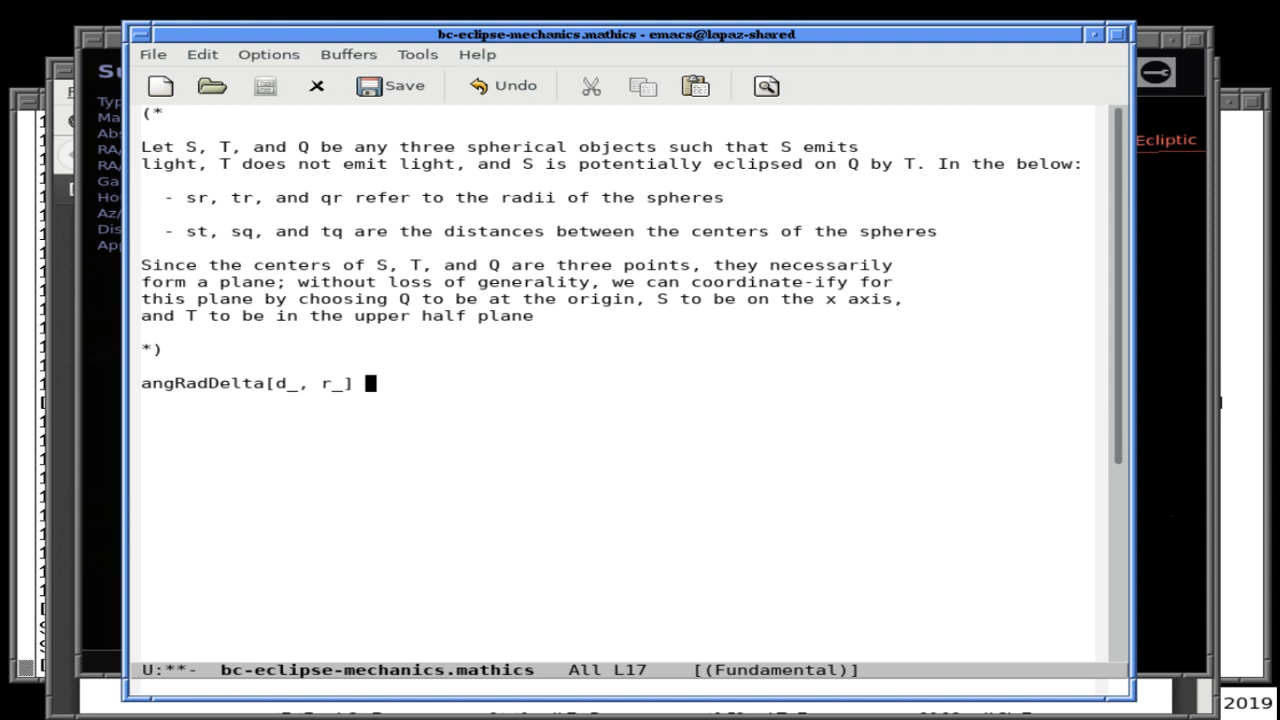 bc-eclipse-mechanics.mathics - emacs@lapaz-shared
File Edit Options Buffers Tools Help
Save Undo
(*
Let S, T, and Q be any three spherical objects such that S emits
light, T does not emit light, and S is potentially eclipsed on Q by T. In the below:
- sr, tr, and qr refer to the radii of the spheres
- st, sq, and tq are the distances between the centers of the spheres
Since the centers of S, T, and Q are three points, they necessarily
form a plane; without loss of generality, we can coordinate-ify for
this plane by choosing Q to be at the origin, S to be on the x axis,
and T to be in the upper half plane
*)
angRadDelta[d_, r_]
U:**- bc-eclipse-mechanics.mathics All L17 [(Fundamental)]
Ecliptic
2019